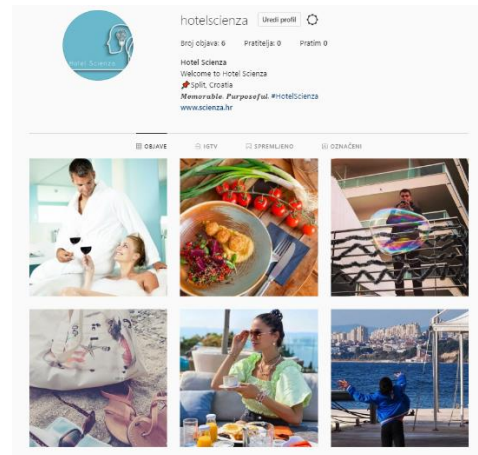 Hotel Scienza
hotelscienza Uredi profil
Broj objava: 6 Pratitelja: 0 Pratim 0
Hotel Scienza
Welcome to Hotel Scienza
📌Split, Croatia
𝑴𝒆𝒎𝒐𝒓𝒂𝒃𝒍𝒆. 𝑷𝒖𝒓𝒑𝒐𝒔𝒆𝒇𝒖𝒍. #HotelScienza
www.scienza.hr
OBJAVE IGTV SPREMLJENO OZNAČENI